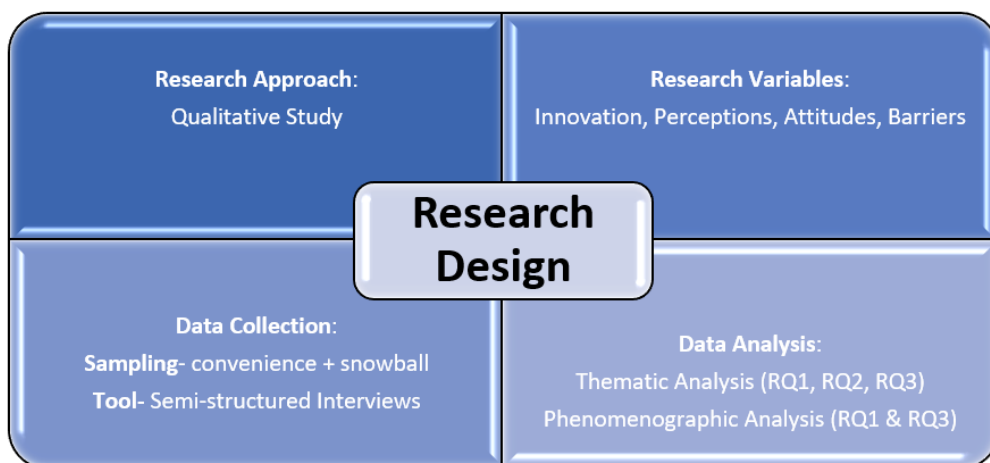 Research Approach:
Qualitative Study
Research Variables:
Innovation, Perceptions, Attitudes, Barriers
Research
Design
Data Collection:
Sampling- convenience + snowball
Tool- Semi-structured Interviews
Data Analysis:
Thematic Analysis (RQ1, RQ2, RQ3)
Phenomenographic Analysis (RQ1 & RQ3)